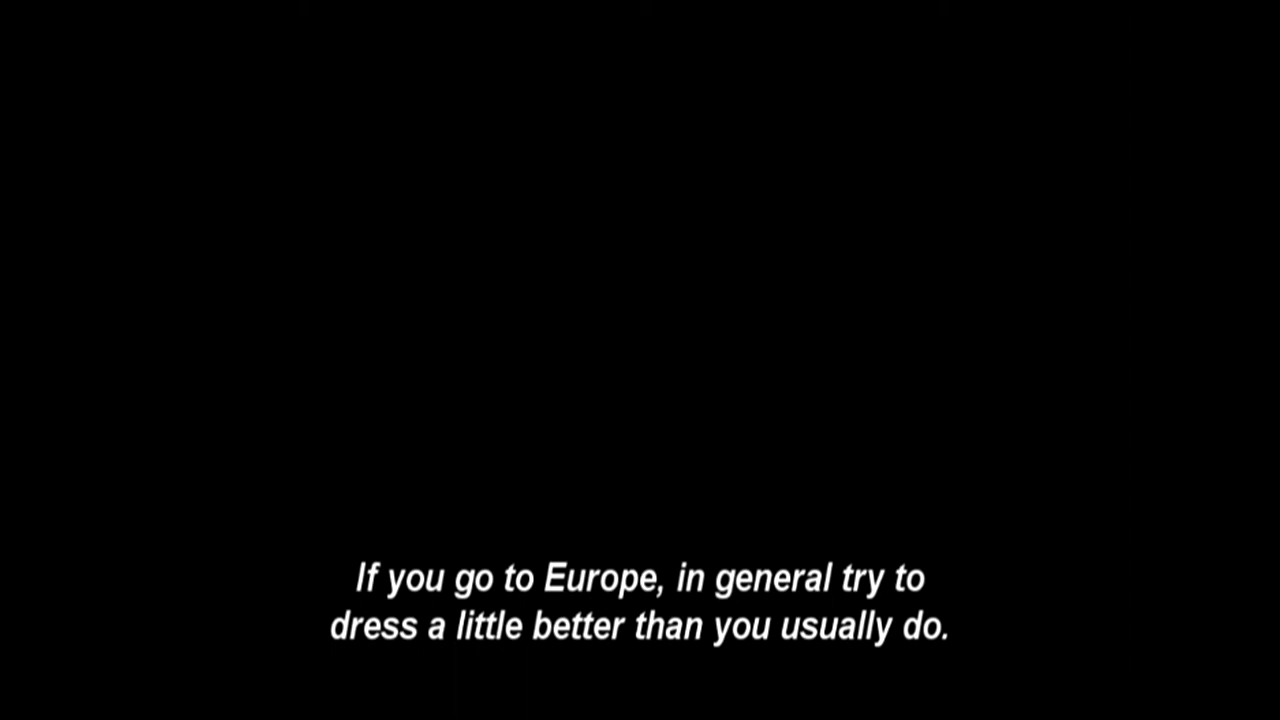 If you go to Europe, in general try to
dress a little better than you usually do.